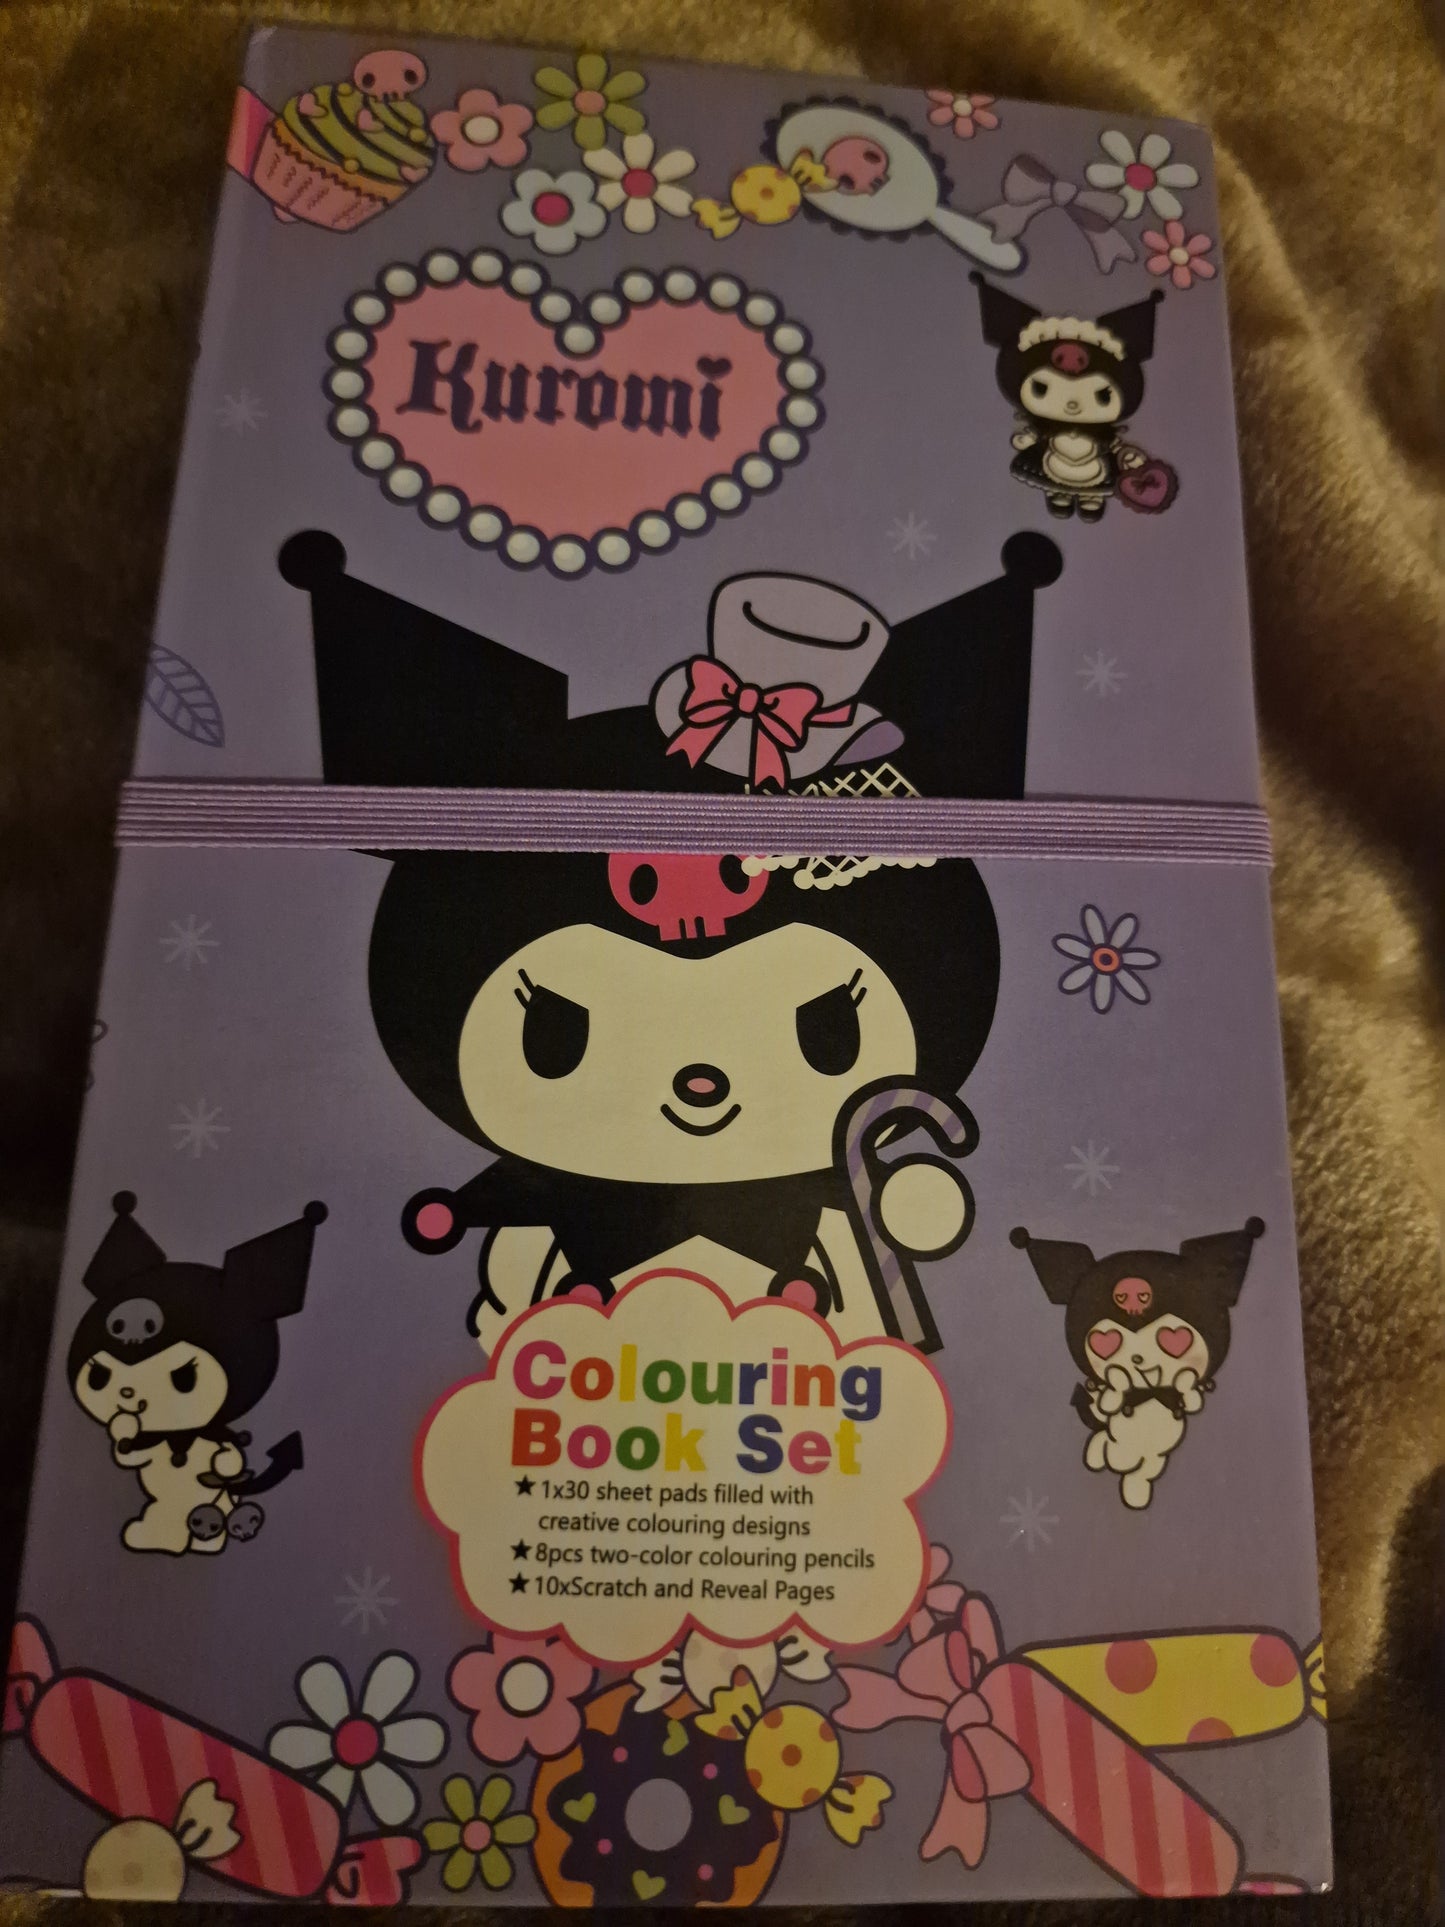 Kuromi
Colouring
Book Set
★1x30 sheet pads filled with
creative colouring designs
★8pcs two-color colouring pencils
★10xScratch and Reveal Pages